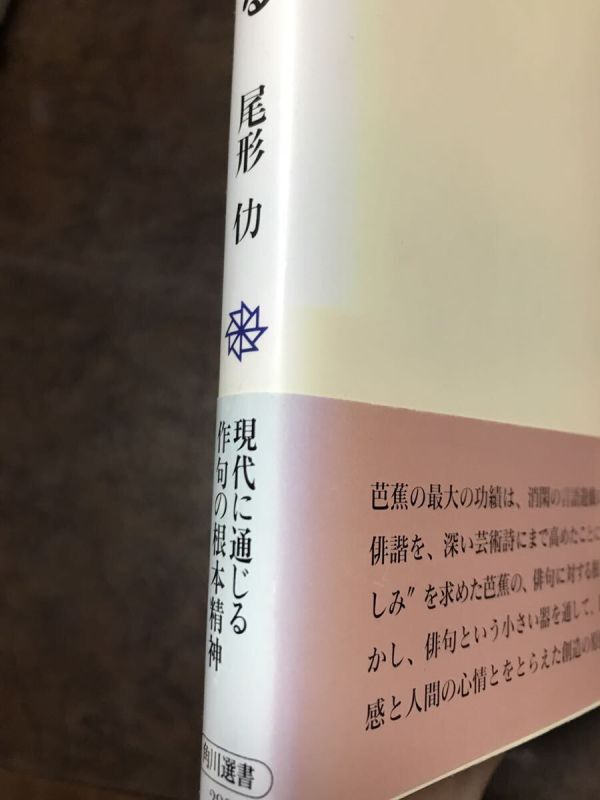 る 尾形 仂
現代に通じる
作句の根本精神
角川選書
芭蕉の最大の功績は、消閑の言語遊戯
俳諧を、深い芸術詩にまで高めたことに
しみ〟を求めた芭蕉の、俳句に対する根
かし、俳句という小さい器を通して、
感と人間の心情とをとらえた創造の